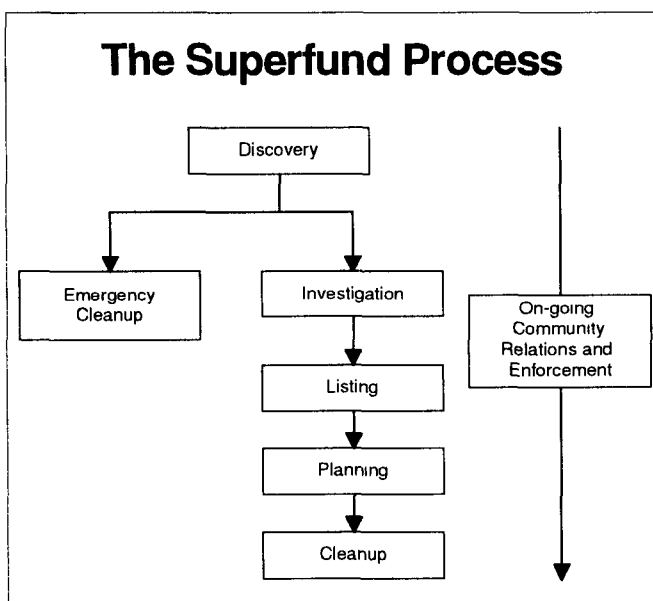 The Superfund Process
Discovery
Emergency
Cleanup
Investigation
Listing
Planning
Cleanup
On-going
Community
Relations and
Enforcement